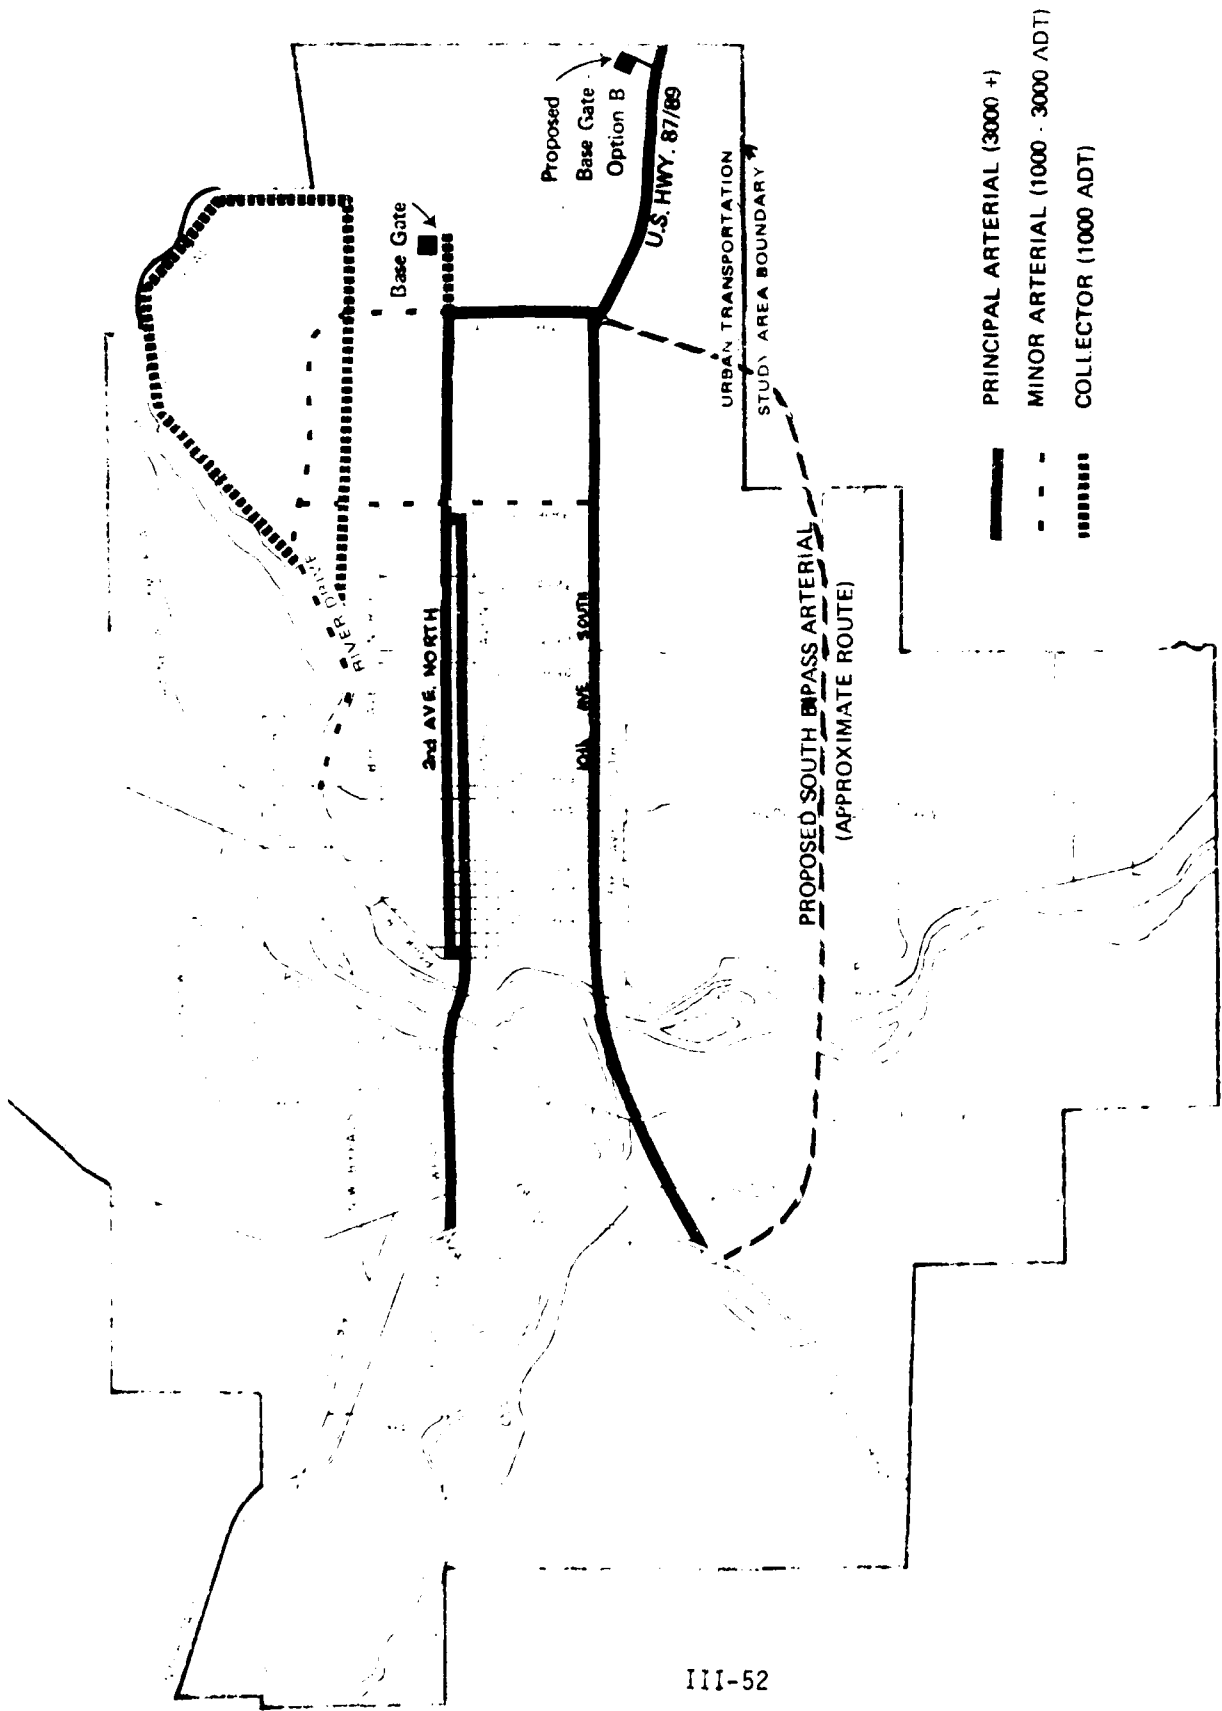 Proposed
Base Gate -
Option B
U.S. HWY. 87/89
Base Gate
URBAN TRANSPORTATION
STUDY AREA BOUNDARY
RIVER DRIVE
2nd AVE. NORTH
10th AVE SOUTH
PROPOSED SOUTH BIPASS ARTERIAL
(APPROXIMATE ROUTE)
PRINCIPAL ARTERIAL (3000 +)
MINOR ARTERIAL (1000 - 3000 ADT)
COLLECTOR (1000 ADT)
III-52